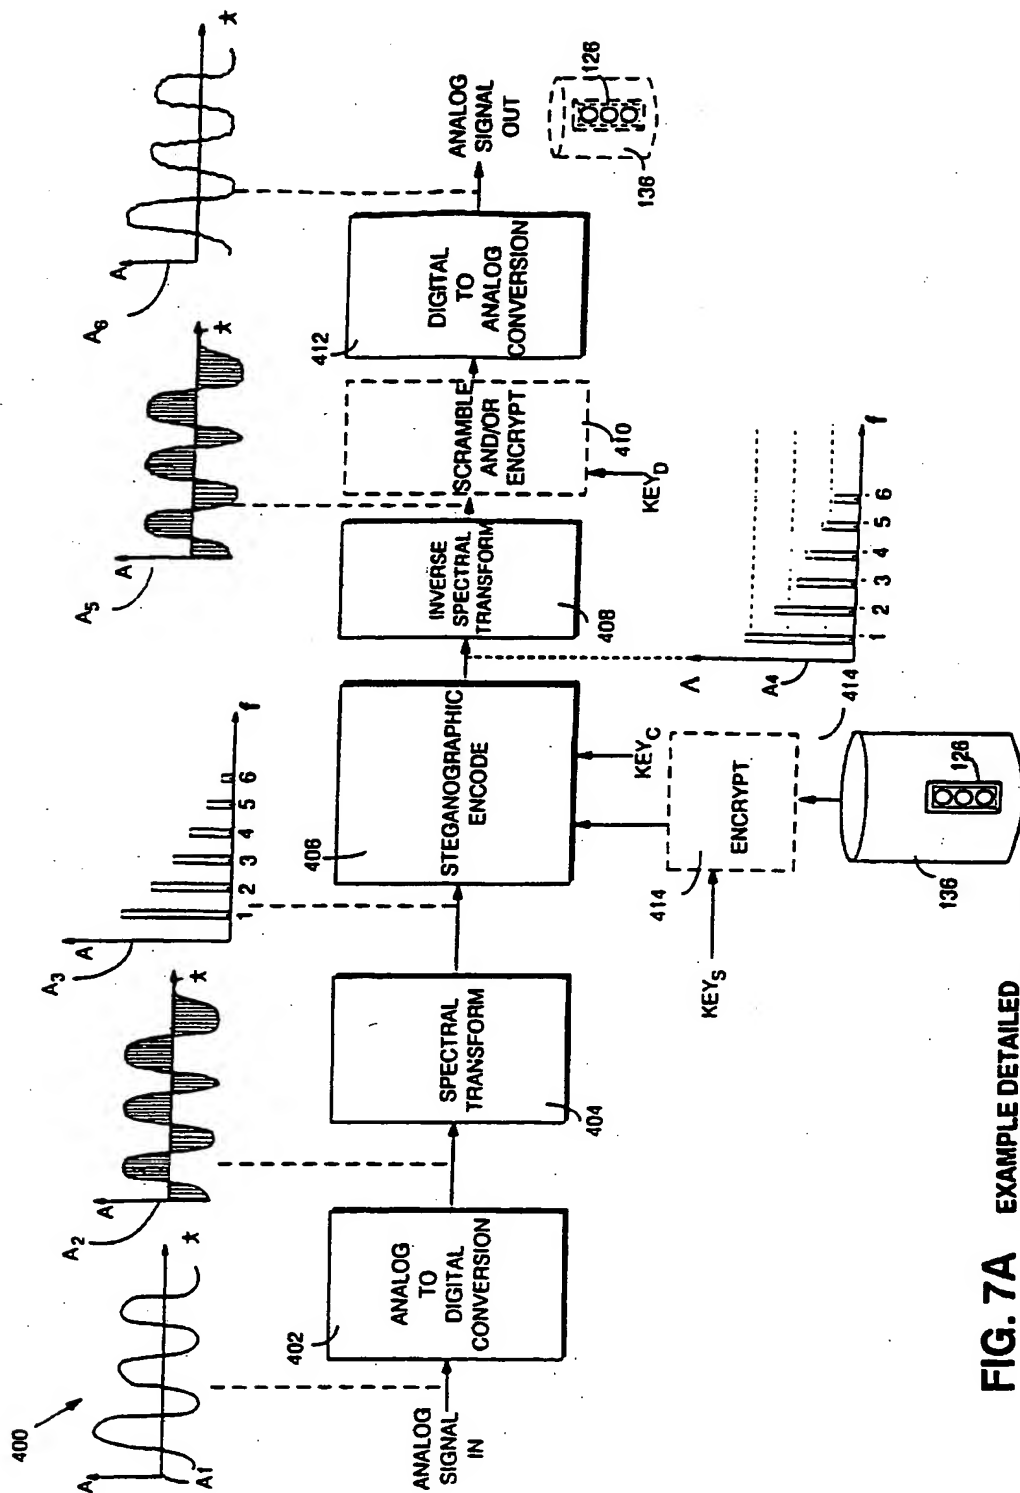 400
A
A1
A
A2
t
A
A3
1
2
3
4
5
6
f
A
A5
t
A
A6
t
ANALOG
SIGNAL
IN
402
ANALOG
TO
DIGITAL
CONVERSION
SPECTRAL
TRANSFORM
404
406
STEGANOGRAPHIC
ENCODE
INVERSE
SPECTRAL
TRANSFORM
408
SCRAMBLE
AND/OR
ENCRYPT
410
KEYD
412
DIGITAL
TO
ANALOG
CONVERSION
ANALOG
SIGNAL
OUT
126
136
KEYS
414
ENCRYPT
KEYC
414
136
126
A4
1
2
3
4
5
6
f
FIG. 7A EXAMPLE DETAILED